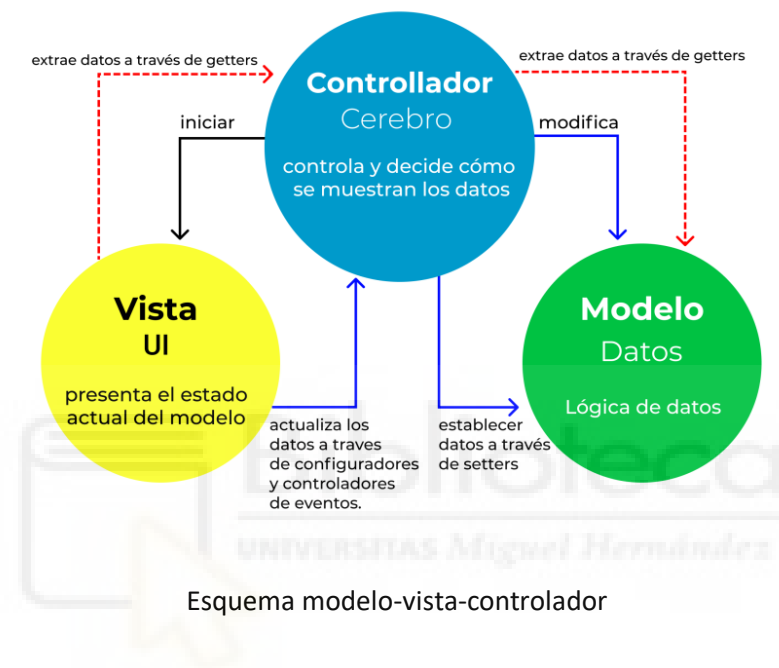 extrae datos a través de getters
extrae datos a través de getters
Controllador
Cerebro
controla y decide cómo
se muestran los datos
iniciar
modifica
Vista
UI
presenta el estado
actual del modelo
Modelo
Datos
Lógica de datos
actualiza los
datos a traves
de configuradores
y controladores
de eventos.
establecer
datos a través
de setters
Biblioteca
UNIVERSITAS Miguel Hernández
Esquema modelo-vista-controlador